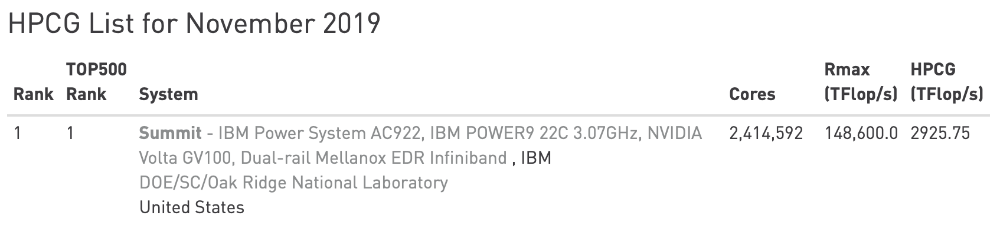 HPCG List for November 2019
TOP500 Rmax HPCG
Rank Rank System Cores (TFlop/s) (TFlop/s)
1 1 Summit - IBM Power System AC922, IBM POWER9 22C 3.07GHz, NVIDIA 2,414,592 148,600.0 2925.75
Volta GV100, Dual-rail Mellanox EDR Infiniband , IBM
DOE/SC/Oak Ridge National Laboratory
United States